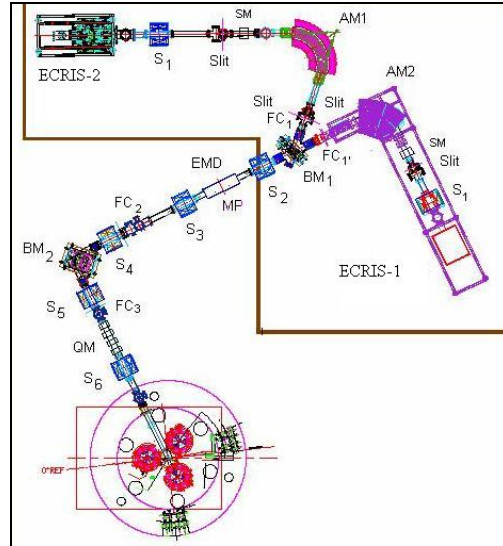 SM
AM1
ECRIS-2
S1
Slit
AM2
Slit
Slit
FC1
SM
Slit
EMD
FC1'
S2
BM1
S1
FC2
MP
S3
BM2
S4
ECRIS-1
S5
FC3
QM
S6
0°REF